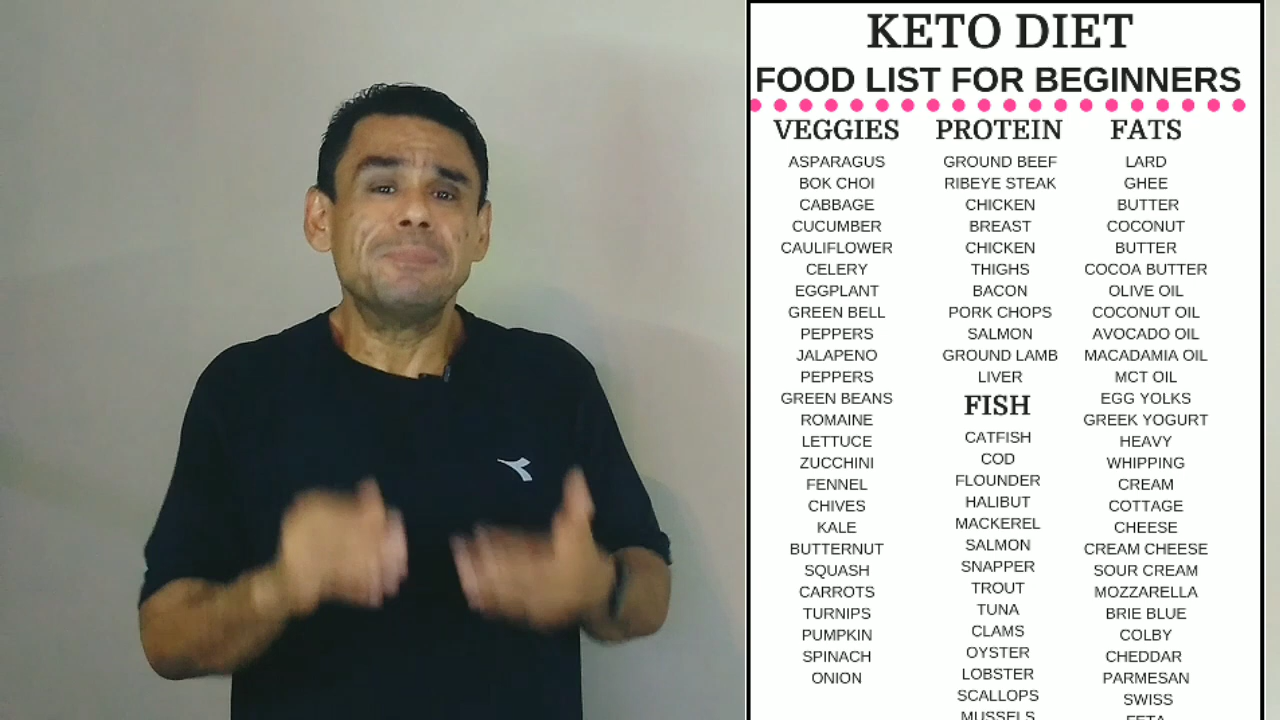 KETO DIET
FOOD LIST FOR BEGINNERS
VEGGIES
ASPARAGUS
BOK CHOI
CABBAGE
CUCUMBER
CAULIFLOWER
CELERY
EGGPLANT
GREEN BELL
PEPPERS
JALAPENO
PEPPERS
GREEN BEANS
ROMAINE
LETTUCE
ZUCCHINI
FENNEL
CHIVES
KALE
BUTTERNUT
SQUASH
CARROTS
TURNIPS
PUMPKIN
SPINACH
ONION
PROTEIN
GROUND BEEF
RIBEYE STEAK
CHICKEN
BREAST
CHICKEN
THIGHS
BACON
PORK CHOPS
SALMON
GROUND LAMB
LIVER
FISH
CATFISH
COD
FLOUNDER
HALIBUT
MACKEREL
SALMON
SNAPPER
TROUT
TUNA
CLAMS
OYSTER
LOBSTER
SCALLOPS
MUSSELS
FATS
LARD
GHEE
BUTTER
COCONUT
BUTTER
COCOA BUTTER
OLIVE OIL
COCONUT OIL
AVOCADO OIL
MACADAMIA OIL
MCT OIL
EGG YOLKS
GREEK YOGURT
HEAVY
WHIPPING
CREAM
COTTAGE
CHEESE
CREAM CHEESE
SOUR CREAM
MOZZARELLA
BRIE BLUE
COLBY
CHEDDAR
PARMESAN
SWISS
FETA